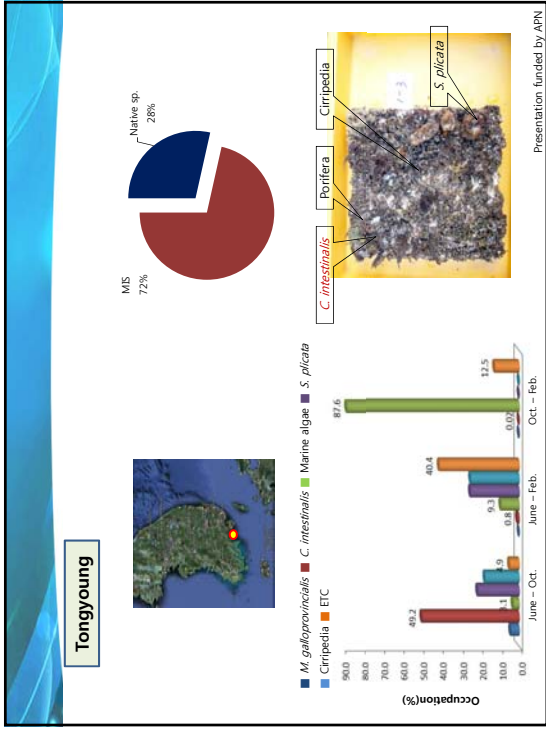 Tongyoung
MIS
72%
Native sp.
28%
M. galloprovincialis C. intestinalis Marine algae S. plicata
Cirripedia ETC
Occupation(%)
90.0
80.0
70.0
60.0
50.0
40.0
30.0
20.0
10.0
0.0
49.2
4.9
0.8
9.3
40.4
0.02
87.6
12.5
June – Oct.
June – Feb.
Oct. – Feb.
C. intestinalis
Porifera
Cirripedia
S. plicata
1-3
Presentation funded by APN